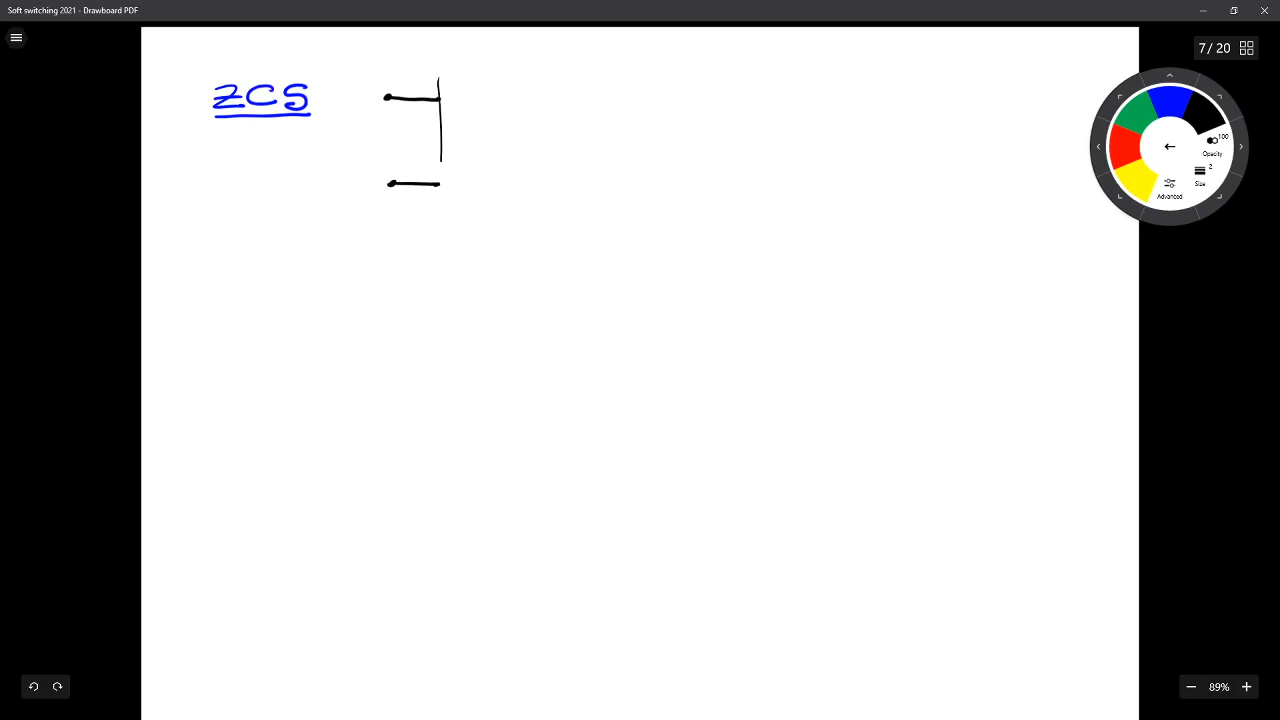 Soft switching 2021 - Drawboard PDF
7 / 20
ZCS
100
Opacity
2
Size
Advanced
89%